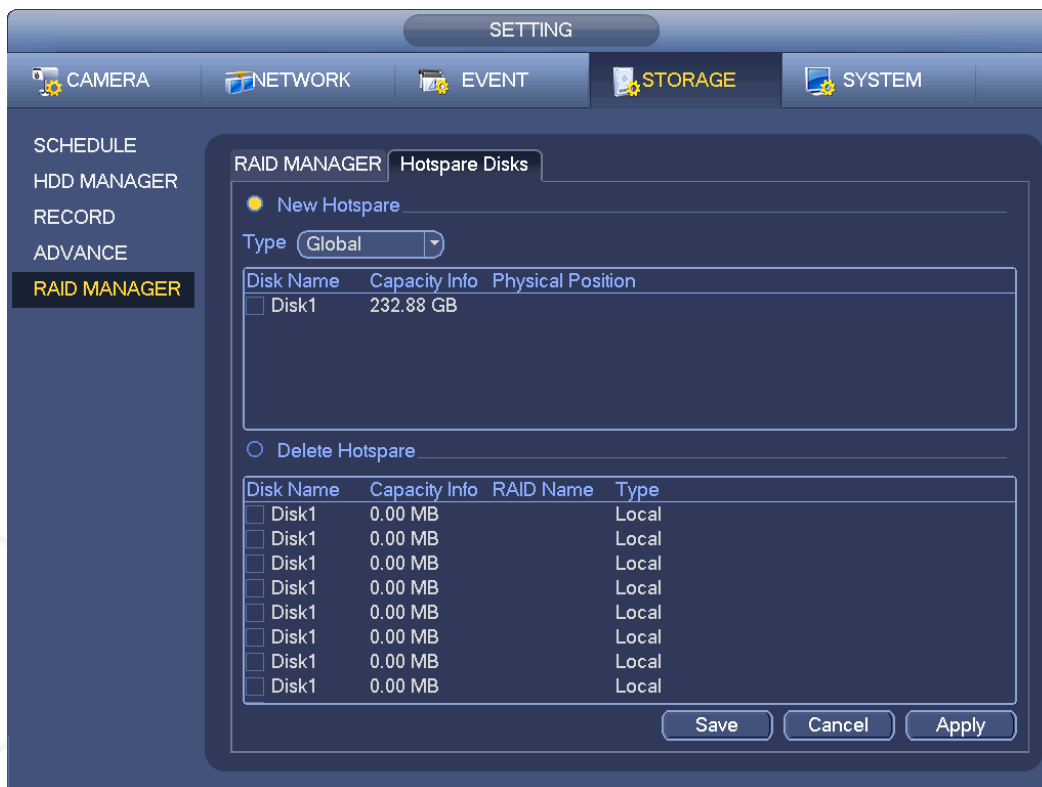 SETTING
CAMERA NETWORK EVENT STORAGE SYSTEM
SCHEDULE
HDD MANAGER
RECORD
ADVANCE
RAID MANAGER
RAID MANAGER Hotspare Disks
New Hotspare
Type Global
Disk Name Capacity Info Physical Position
Disk1 232.88 GB
Delete Hotspare
Disk Name Capacity Info RAID Name Type
Disk1 0.00 MB Local
Disk1 0.00 MB Local
Disk1 0.00 MB Local
Disk1 0.00 MB Local
Disk1 0.00 MB Local
Disk1 0.00 MB Local
Disk1 0.00 MB Local
Disk1 0.00 MB Local
Save Cancel Apply